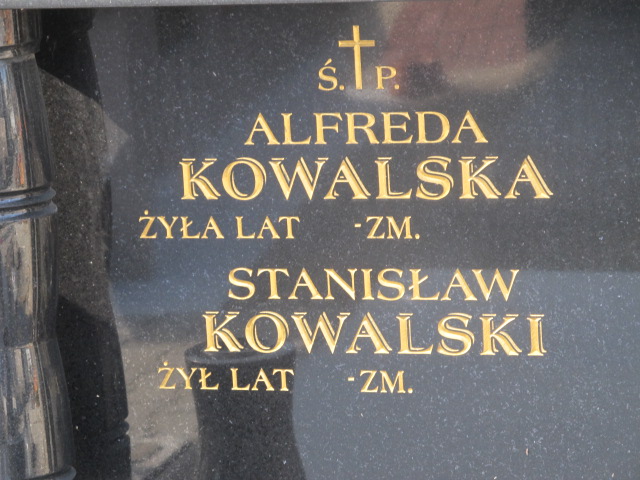 Ś. P.
ALFREDA
KOWALSKA
ŻYŁA LAT -ZM.
STANISŁAW
KOWALSKI
ŻYŁ LAT -ZM.